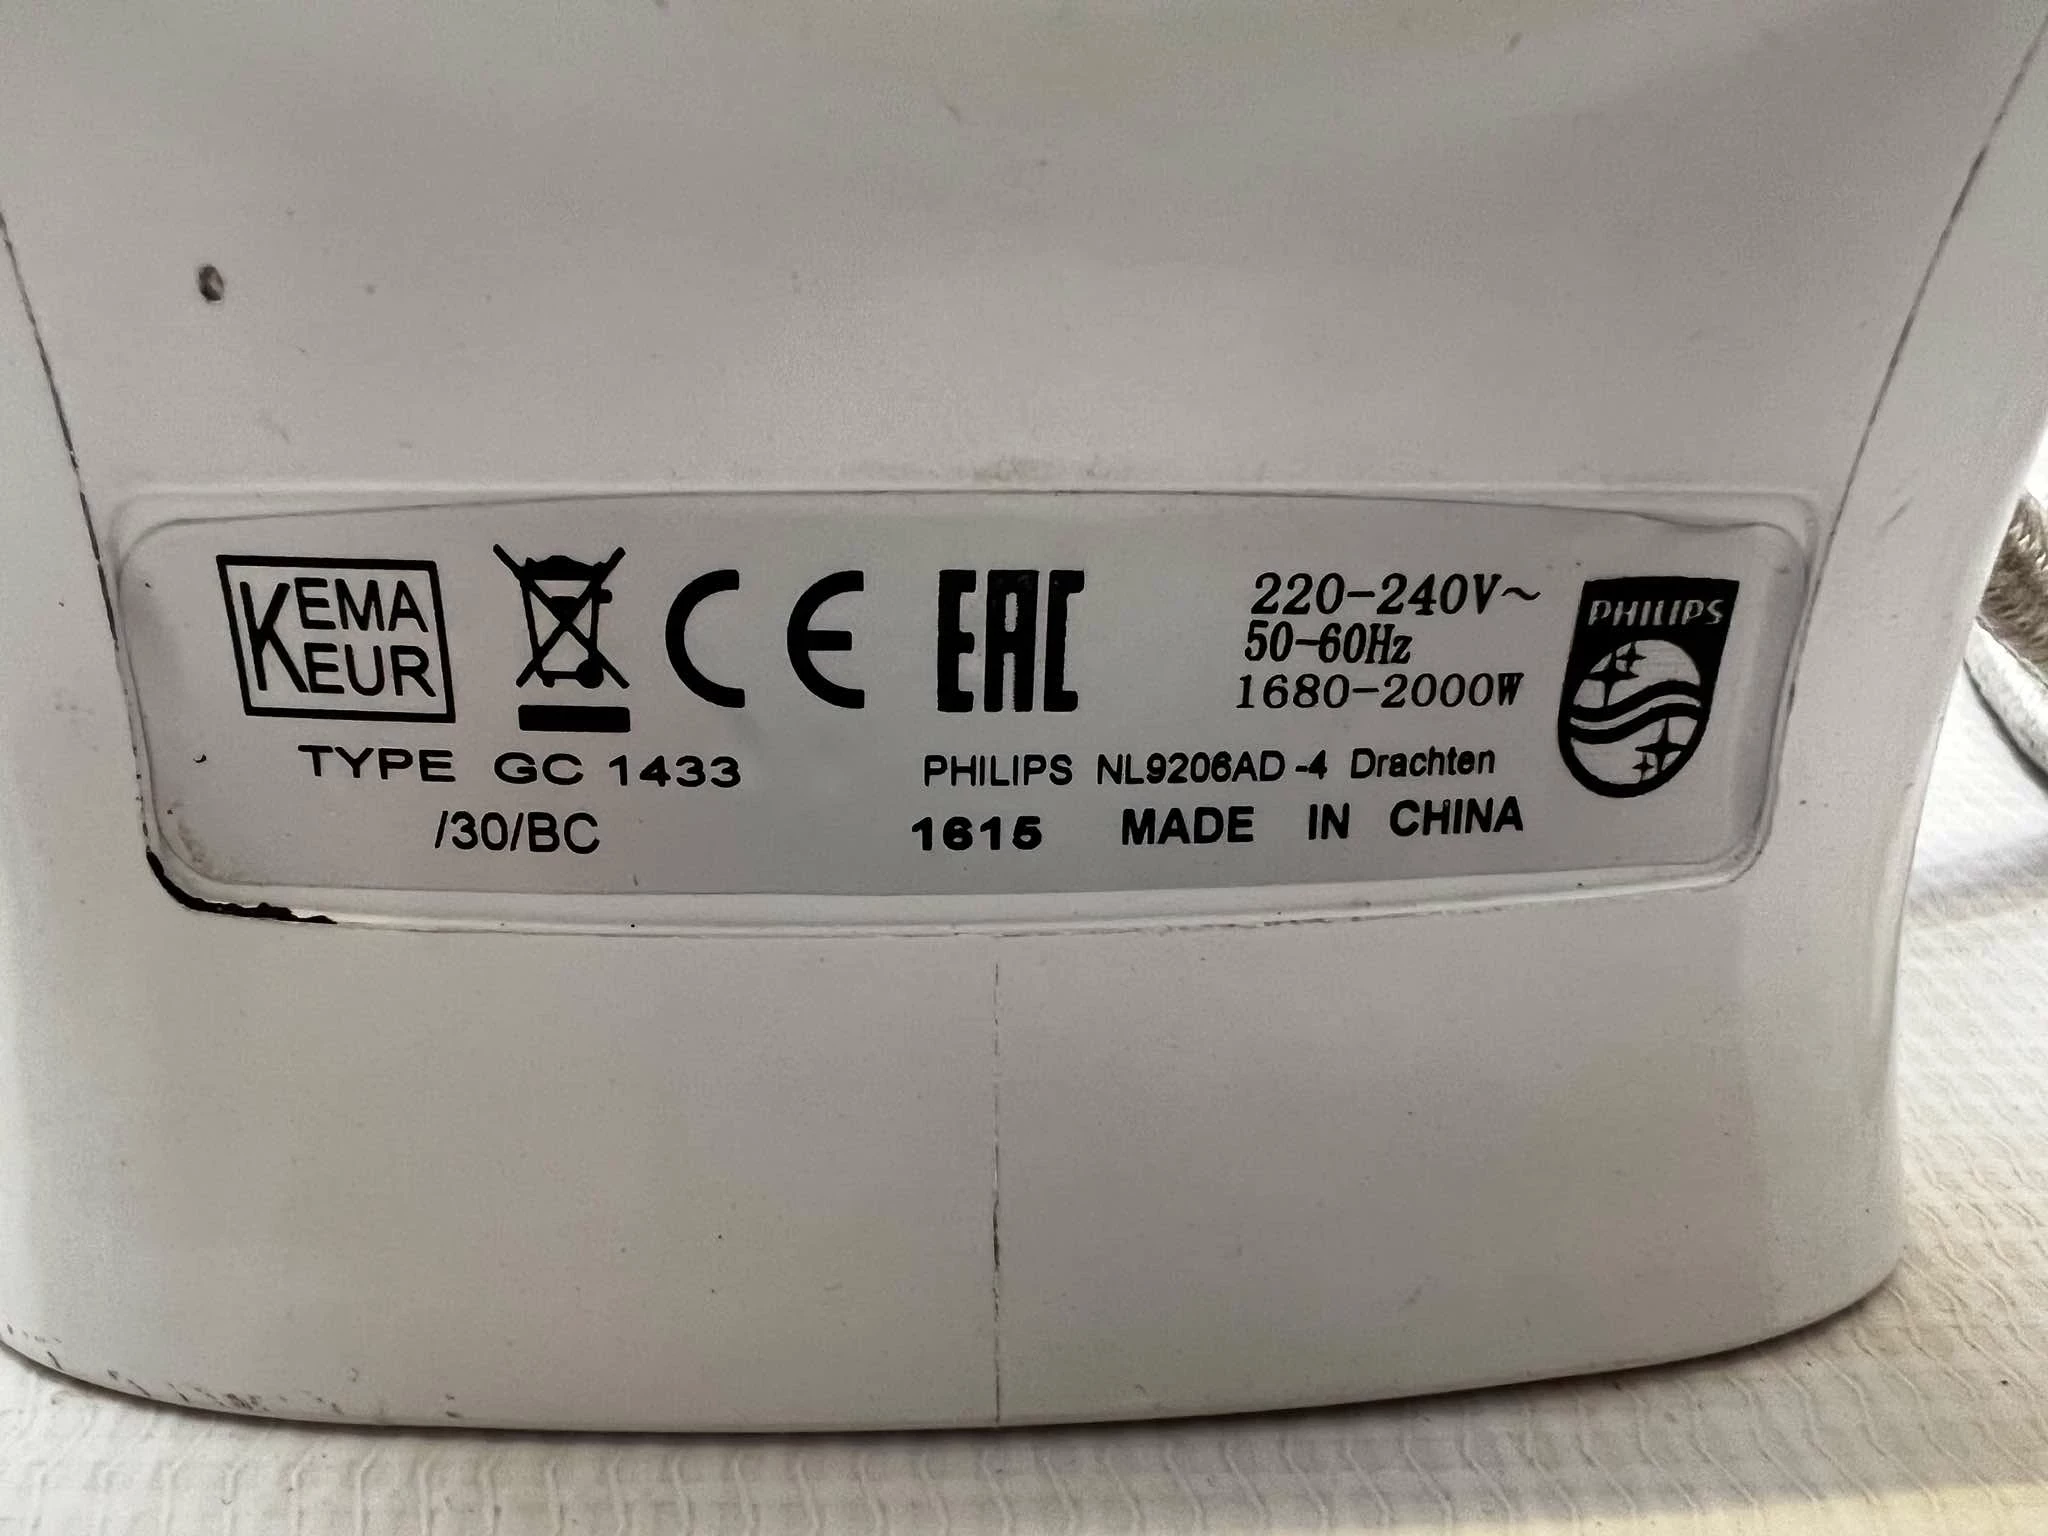 KEMA
KEUR
CE
EAC
220-240V~
50-60Hz
1680-2000W
PHILIPS
TYPE GC 1433
/30/BC
PHILIPS NL9206AD-4 Drachten
1615 MADE IN CHINA